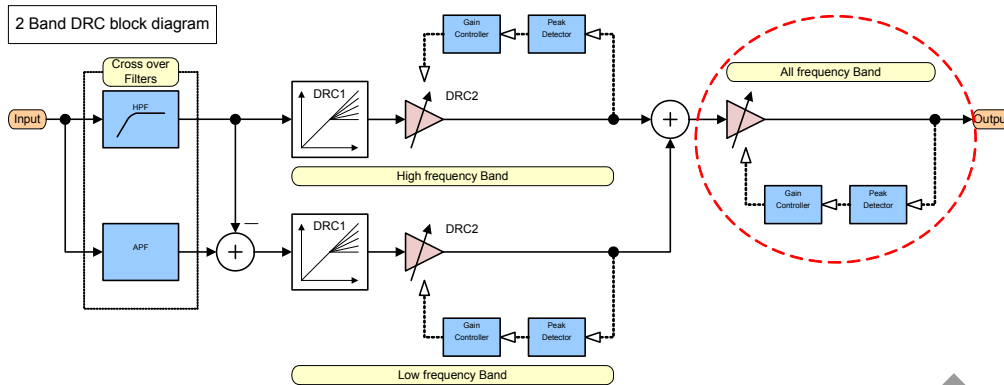 2 Band DRC block diagram
Cross over
Filters
Input
HPF
APF
DRC1
DRC2
Gain
Controller
Peak
Detector
High frequency Band
+
−
+
DRC1
DRC2
Gain
Controller
Peak
Detector
Low frequency Band
All frequency Band
Gain
Controller
Peak
Detector
Output